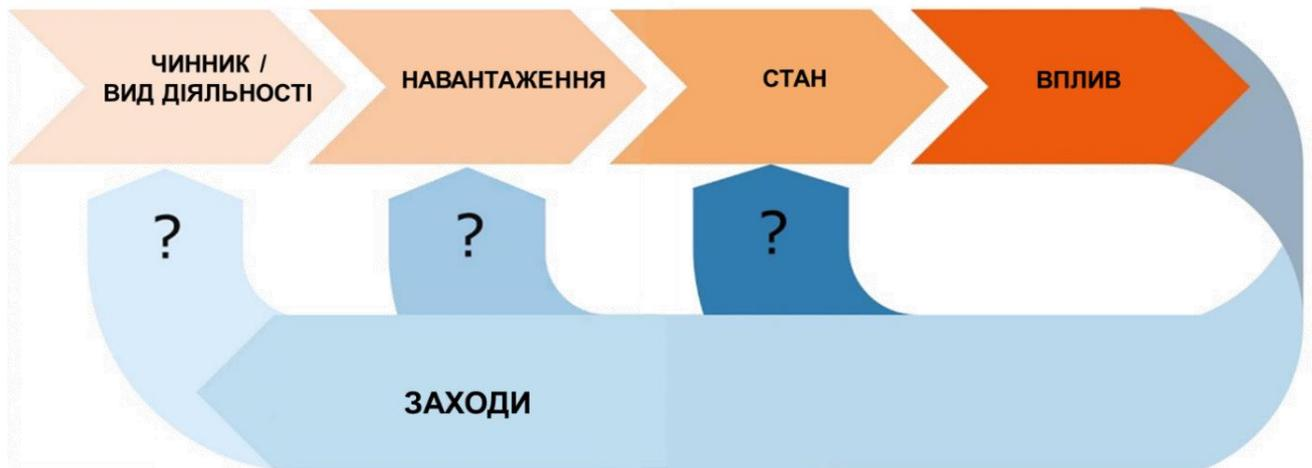 ЧИННИК /
ВИД ДІЯЛЬНОСТІ
НАВАНТАЖЕННЯ
СТАН
ВПЛИВ
?
?
?
ЗАХОДИ